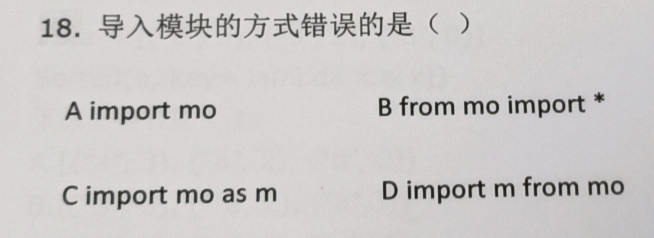 18. 导入模块的方式错误的是（ ）
A import mo B from mo import *
C import mo as m D import m from mo